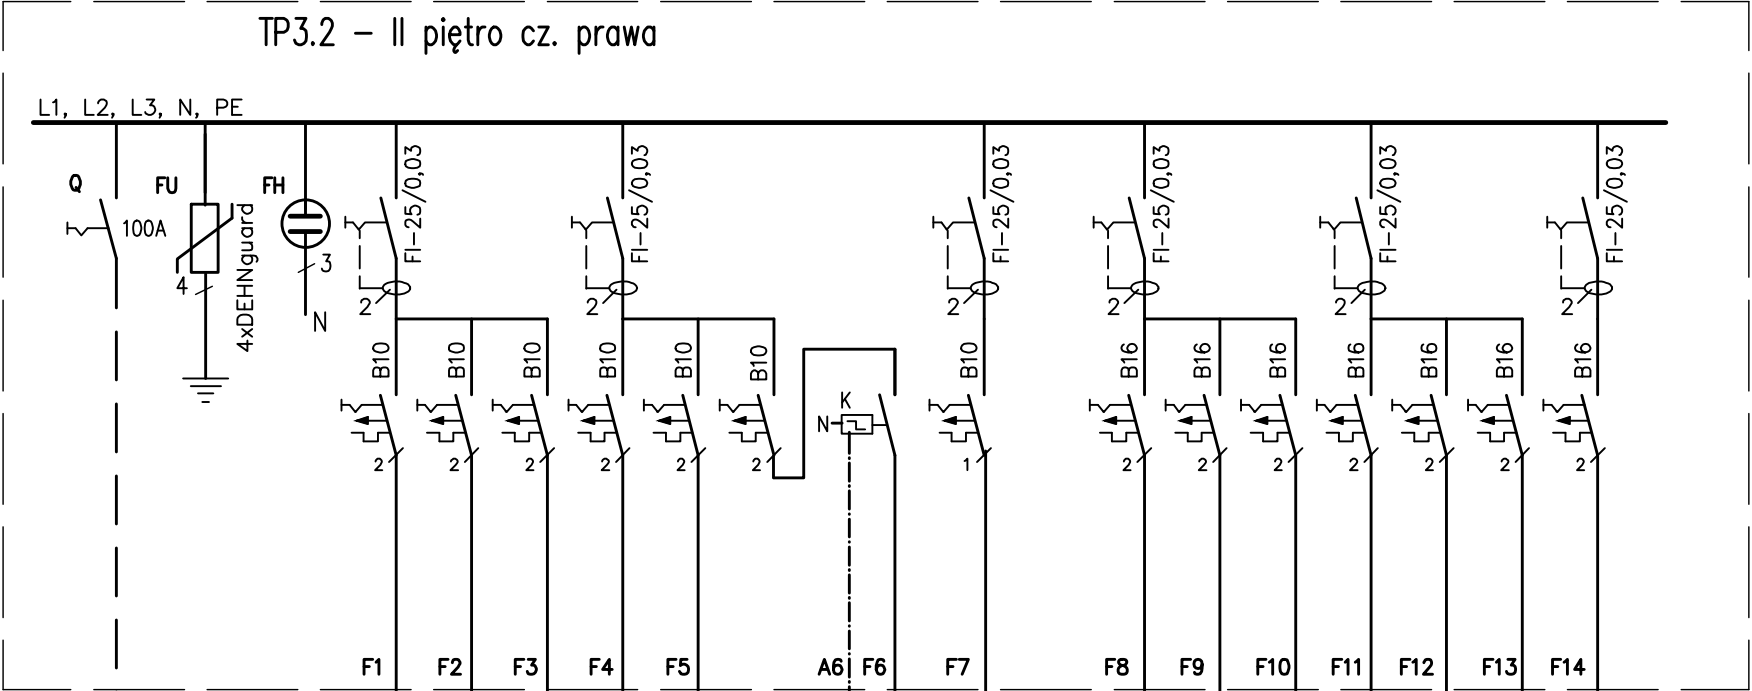 TP3.2 – II piętro cz. prawa
L1, L2, L3, N, PE
Q
100A
FU
4
4xDEHNguard
FH
3
N
FI-25/0,03
2
FI-25/0,03
2
FI-25/0,03
2
FI-25/0,03
2
FI-25/0,03
2
FI-25/0,03
2
B10
B10
B10
B10
B10
B10
B10
B16
B16
B16
B16
B16
B16
B16
K
N
2
2
2
2
2
2
1
2
2
2
2
2
2
2
F1
F2
F3
F4
F5
A6
F6
F7
F8
F9
F10
F11
F12
F13
F14